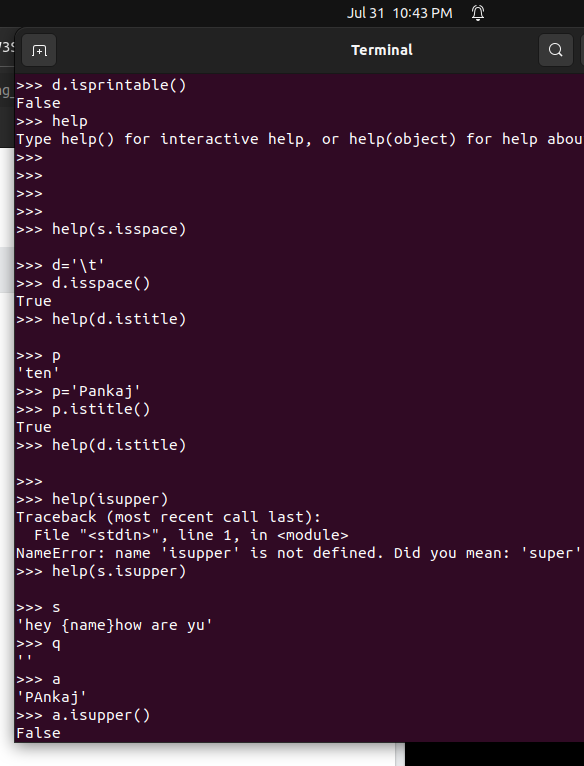 Jul 31 10:43 PM
Terminal
>>> d.isprintable()
False
>>> help
Type help() for interactive help, or help(object) for help
>>>
>>>
>>>
>>>
>>> help(s.isspace)
>>> d='\t'
>>> d.isspace()
True
>>> help(d.istitle)
>>> p
'ten'
>>> p='Pankaj'
>>> p.istitle()
True
>>> help(d.istitle)
>>>
>>> help(isupper)
Traceback (most recent call last):
  File "<stdin>", line 1, in <module>
NameError: name 'isupper' is not defined. Did you mean: 'super'
>>> help(s.isupper)
>>> s
'hey {name}how are yu'
>>> q
''
>>> a
'PAnkaj'
>>> a.isupper()
False